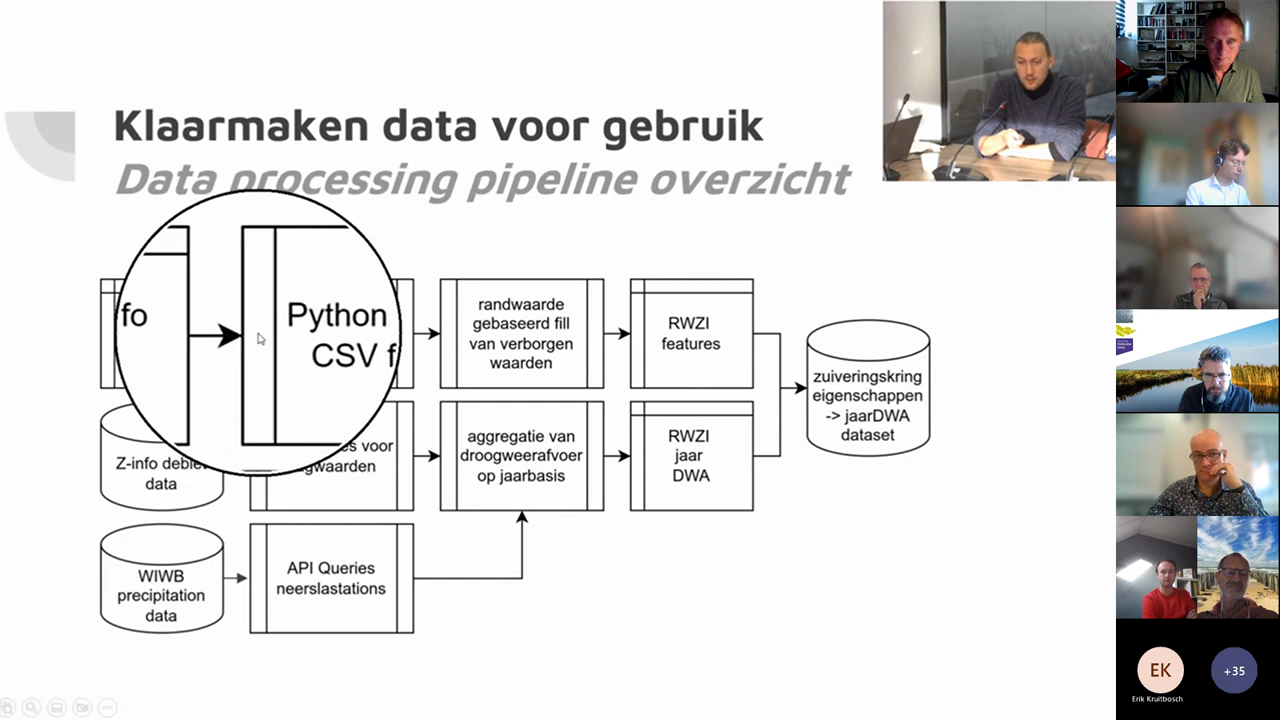 Klaarmaken data voor gebruik
Data processing pipeline overzicht
fo
Python
CSV f
randwaarde
gebaseerd fill
van verborgen
waarden
RWZI
features
zuiveringskring
eigenschappen
-> jaarDWA
dataset
Z-info debiet
data
es voor
gwaarden
aggregatie van
droogweerafvoer
op jaarbasis
RWZI
jaar
DWA
WIWB
precipitation
data
API Queries
neerslastations
EK
Erik Kruitbosch
+35